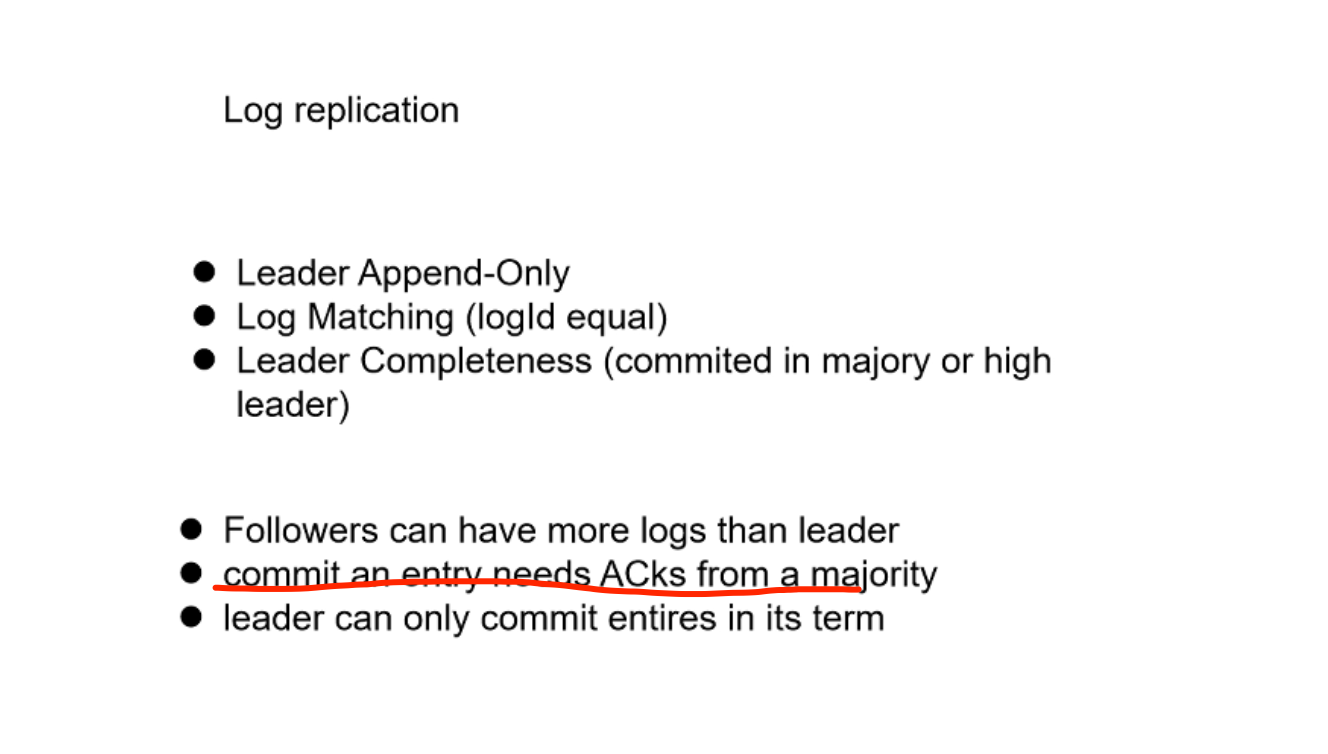 Log replication
● Leader Append-Only
● Log Matching (logId equal)
● Leader Completeness (commited in majory or high
leader)
● Followers can have more logs than leader
● commit an entry needs ACks from a majority
● leader can only commit entires in its term